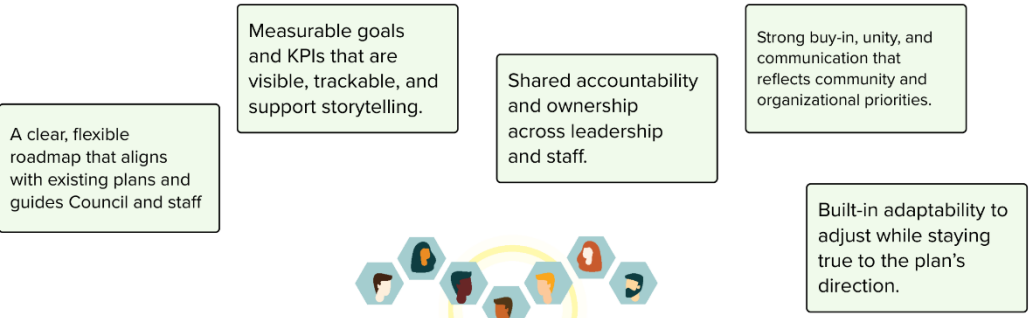 A clear, flexible
roadmap that aligns
with existing plans and
guides Council and staff
Measurable goals
and KPIs that are
visible, trackable, and
support storytelling.
Shared accountability
and ownership
across leadership
and staff.
Strong buy-in, unity, and
communication that
reflects community and
organizational priorities.
Built-in adaptability to
adjust while staying
true to the plan’s
direction.